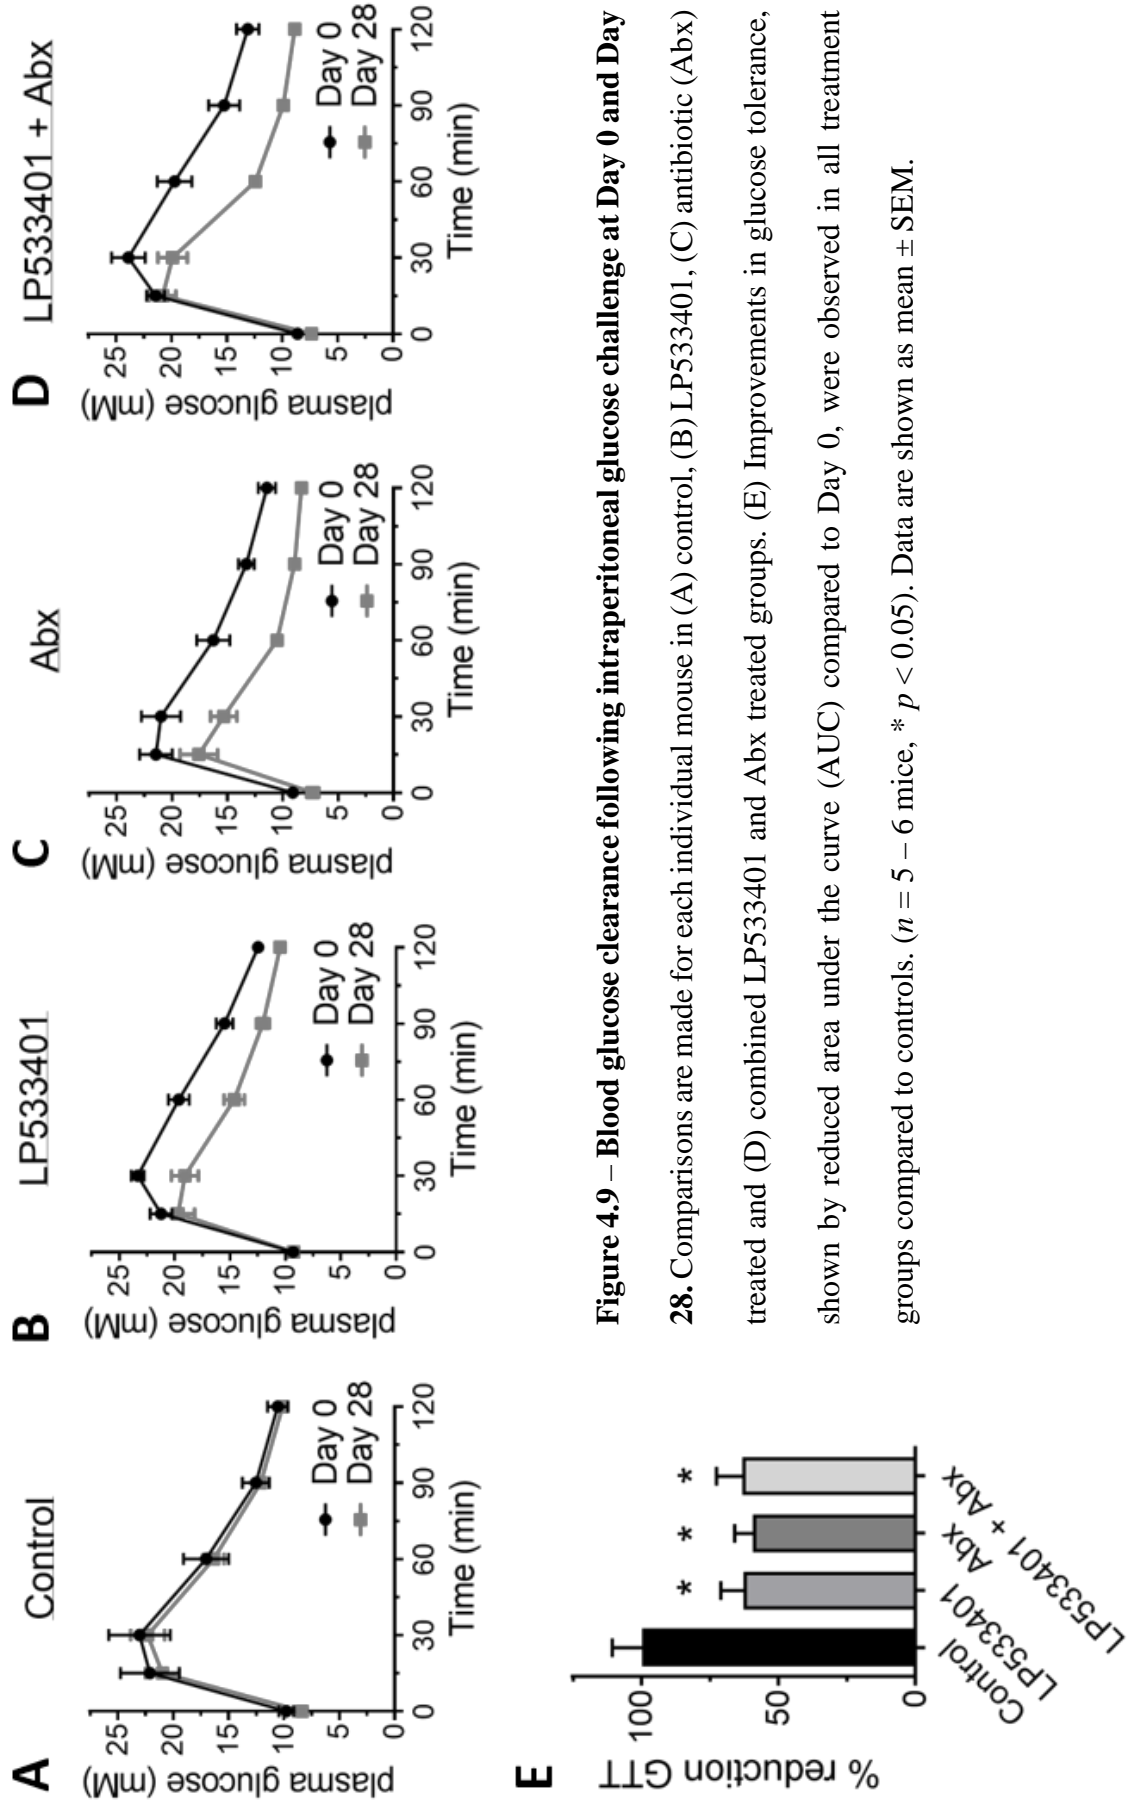 A
Control
plasma glucose (mM)
25
20
15
10
5
0
0 30 60 90 120
Time (min)
Day 0
Day 28
B
LP533401
plasma glucose (mM)
25
20
15
10
5
0
0 30 60 90 120
Time (min)
Day 0
Day 28
C
Abx
plasma glucose (mM)
25
20
15
10
5
0
0 30 60 90 120
Time (min)
Day 0
Day 28
D
LP533401 + Abx
plasma glucose (mM)
25
20
15
10
5
0
0 30 60 90 120
Time (min)
Day 0
Day 28
E
% reduction GTT
100
50
0
Control
LP533401
Abx
LP533401 + Abx
* * *
Figure 4.9 – Blood glucose clearance following intraperitoneal glucose challenge at Day 0 and Day
28. Comparisons are made for each individual mouse in (A) control, (B) LP533401, (C) antibiotic (Abx)
treated and (D) combined LP533401 and Abx treated groups. (E) Improvements in glucose tolerance,
shown by reduced area under the curve (AUC) compared to Day 0, were observed in all treatment
groups compared to controls. (n = 5 – 6 mice, * p < 0.05). Data are shown as mean ± SEM.